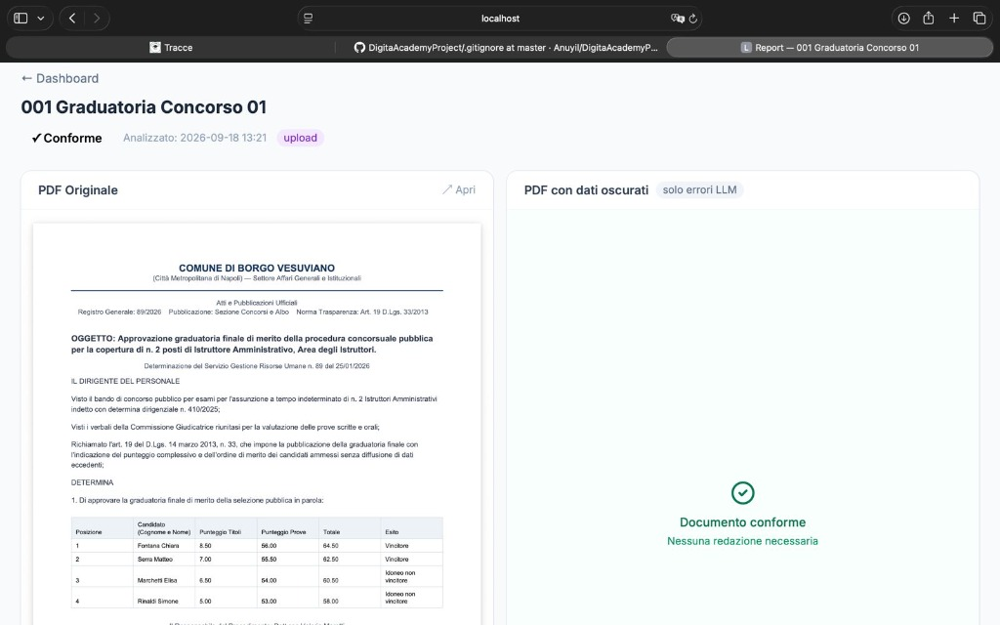 localhost
Tracce
DigitaAcademyProject/.gitignore at master · Anuyil/DigitaAcademyP...
L Report — 001 Graduatoria Concorso 01
← Dashboard
001 Graduatoria Concorso 01
✓ Conforme
Analizzato: 2026-09-18 13:21
upload
PDF Originale
↗ Apri
COMUNE DI BORGO VESUVIANO
(Città Metropolitana di Napoli) — Settore Affari Generali e Istituzionali
Atti e Pubblicazioni Ufficiali
Registro Generale: 89/2026 Pubblicazione: Sezione Concorsi e Albo Norma Trasparenza: Art. 19 D.Lgs. 33/2013
OGGETTO: Approvazione graduatoria finale di merito della procedura concorsuale pubblica
per la copertura di n. 2 posti di Istruttore Amministrativo, Area degli Istruttori.
Determinazione del Servizio Gestione Risorse Umane n. 89 del 25/01/2026
IL DIRIGENTE DEL PERSONALE
Visto il bando di concorso pubblico per esami per l'assunzione a tempo indeterminato di n. 2 Istruttori Amministrativi
indetto con determina dirigenziale n. 410/2025;
Visti i verbali della Commissione Giudicatrice riunitasi per la valutazione delle prove scritte e orali;
Richiamato l'art. 19 del D.Lgs. 14 marzo 2013, n. 33, che impone la pubblicazione della graduatoria finale con
l'indicazione del punteggio complessivo e dell'ordine di merito dei candidati ammessi senza diffusione di dati
eccedenti;
DETERMINA
1. Di approvare la graduatoria finale di merito della selezione pubblica in parola:
Posizione Candidato (Cognome e Nome) Punteggio Titoli Punteggio Prove Totale Esito
1 Fontana Chiara 8.50 56.00 64.50 Vincitore
2 Serra Matteo 7.00 55.50 62.50 Vincitore
3 Marchetti Elisa 6.50 54.00 60.50 Idoneo non vincitore
4 Rinaldi Simone 5.00 53.00 58.00 Idoneo non vincitore
PDF con dati oscurati
solo errori LLM
Documento conforme
Nessuna redazione necessaria